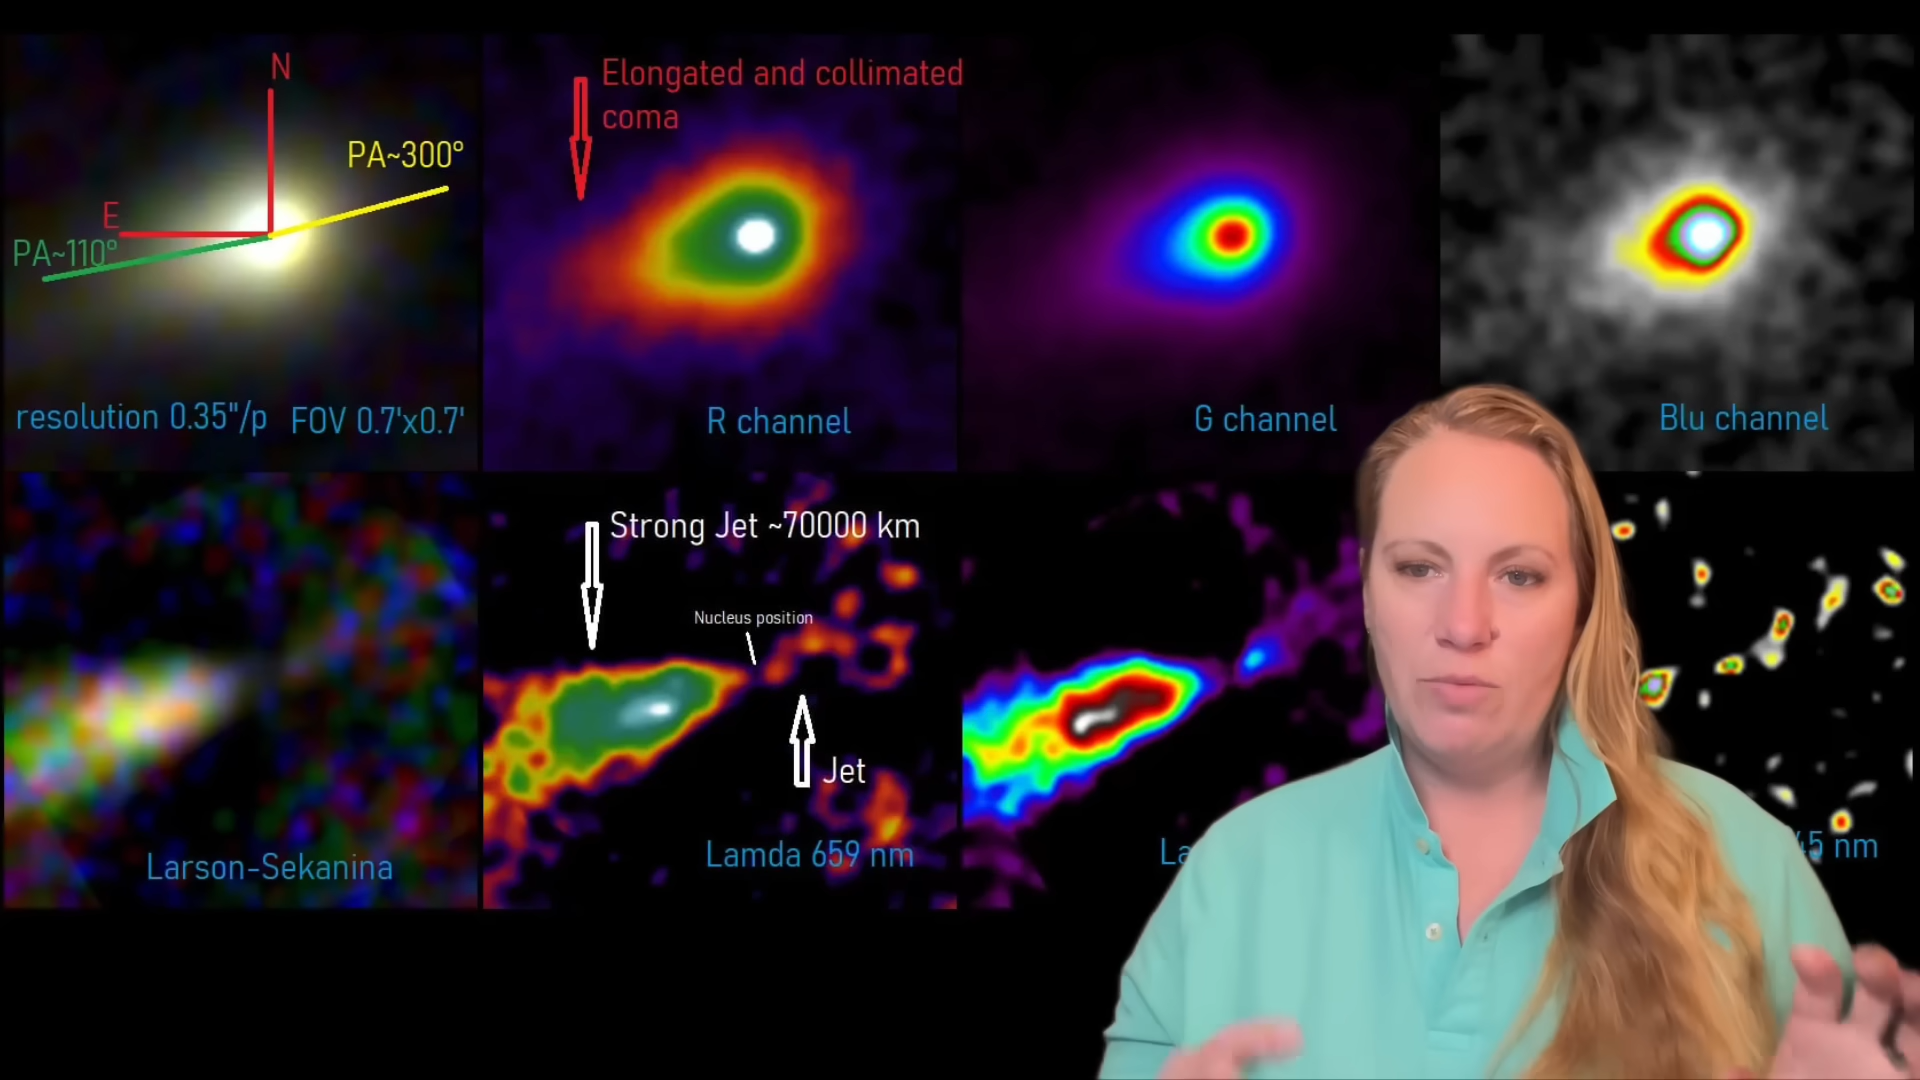 N
PA~300°
E
PA~110°
resolution 0.35"/p FOV 0.7'x0.7'
Elongated and collimated
coma
R channel
G channel
Blu channel
Larson-Sekanina
Strong Jet ~70000 km
Nucleus position
Jet
Lamda 659 nm
nm